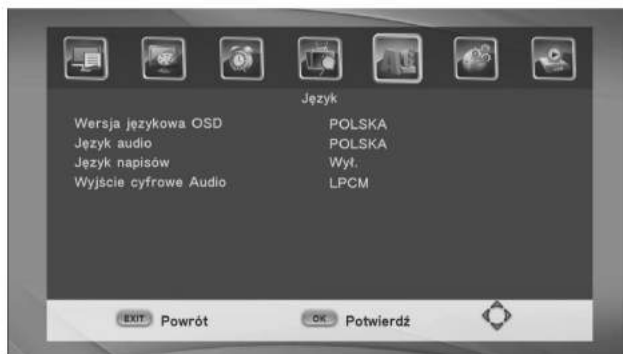 Język
Wersja językowa OSD POLSKA
Język audio POLSKA
Język napisów Wył.
Wyjście cyfrowe Audio LPCM
EXIT Powrót OK Potwierdź